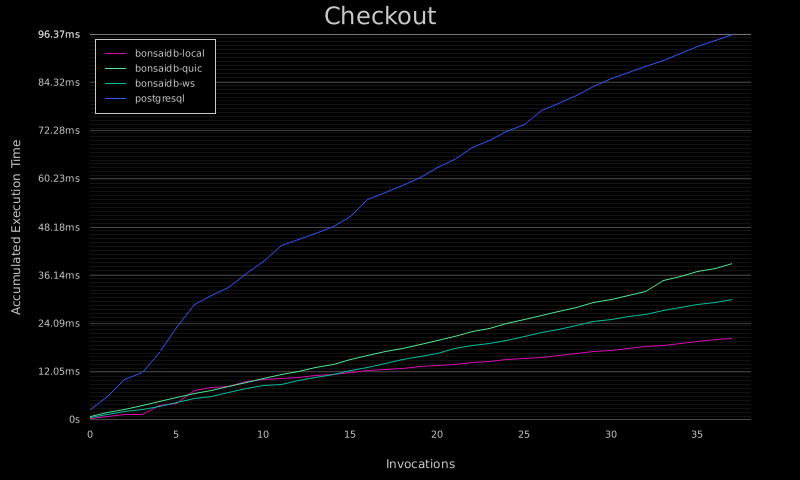 Checkout
96.37ms
84.32ms
72.28ms
60.23ms
48.18ms
36.14ms
24.09ms
12.05ms
0s
bonsaidb-local
bonsaidb-quic
bonsaidb-ws
postgresql
Accumulated Execution Time
0 5 10 15 20 25 30 35
Invocations